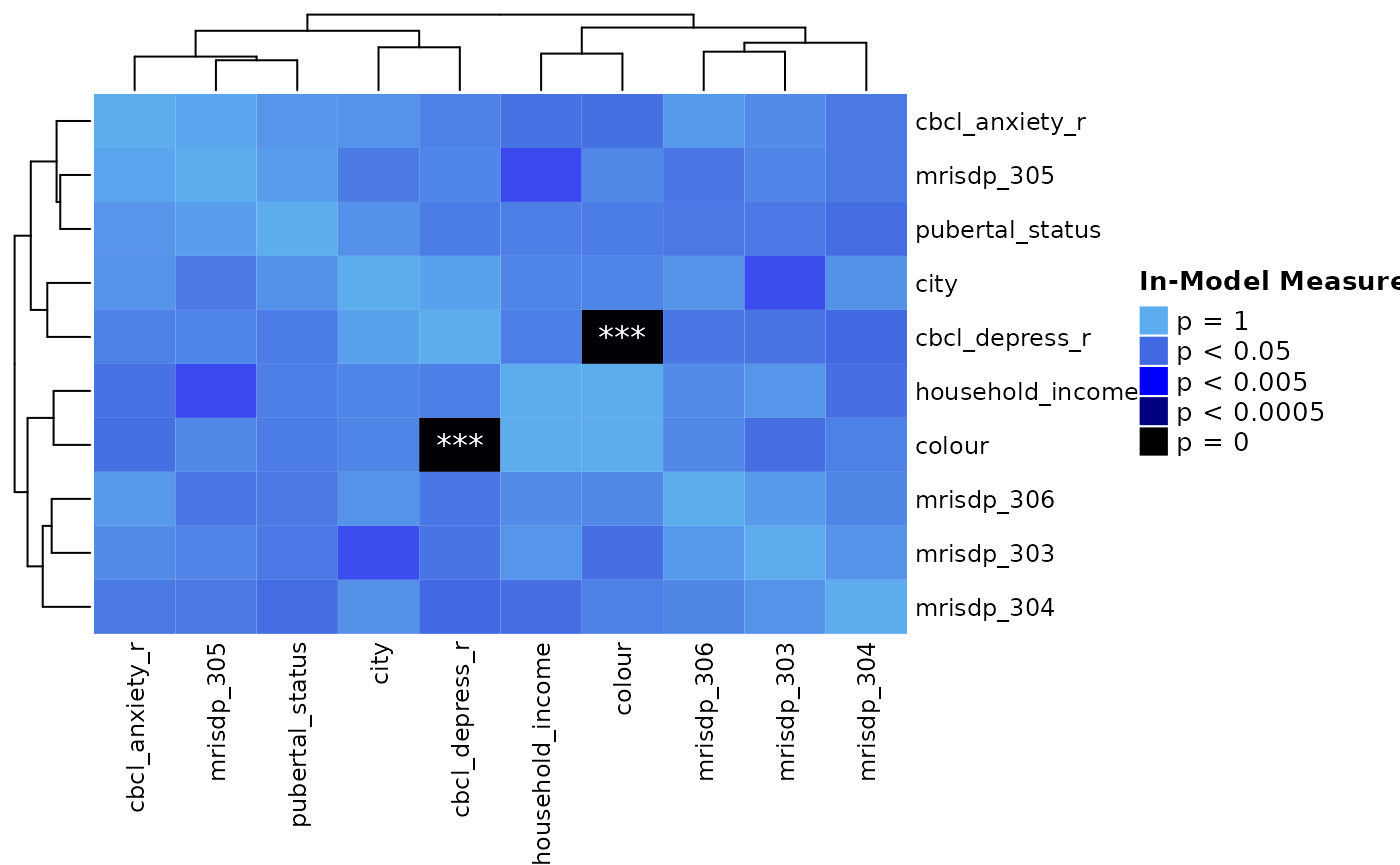 cbcl_anxiety_r
mrisdp_305
pubertal_status
city
cbcl_depress_r
household_income
colour
mrisdp_306
mrisdp_303
mrisdp_304
***
***
In-Model Measure
p = 1
p < 0.05
p < 0.005
p < 0.0005
p = 0
cbcl_anxiety_r
mrisdp_305
pubertal_status
city
cbcl_depress_r
household_income
colour
mrisdp_306
mrisdp_303
mrisdp_304